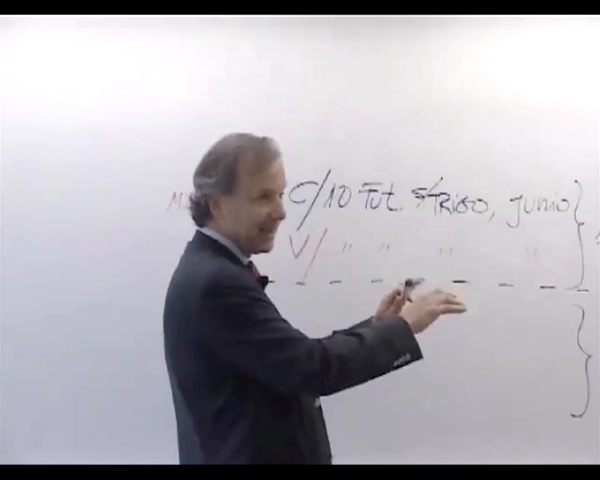 C/10 Fut. s/TRIGO, junio
V/ " " " "